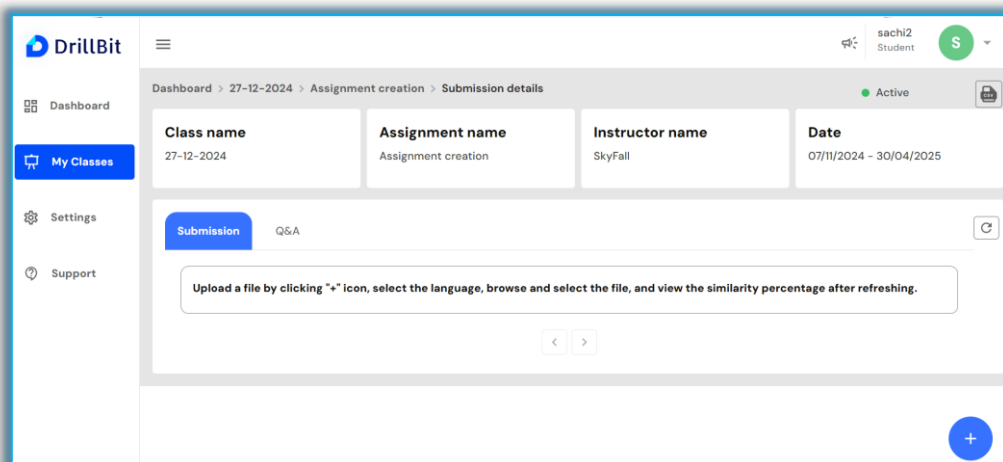 DrillBit
sachi2
Student
S
Dashboard > 27-12-2024 > Assignment creation > Submission details
Active
CSV
Dashboard
My Classes
Settings
Support
Class name
27-12-2024
Assignment name
Assignment creation
Instructor name
SkyFall
Date
07/11/2024 - 30/04/2025
Submission
Q&A
Upload a file by clicking "+" icon, select the language, browse and select the file, and view the similarity percentage after refreshing.